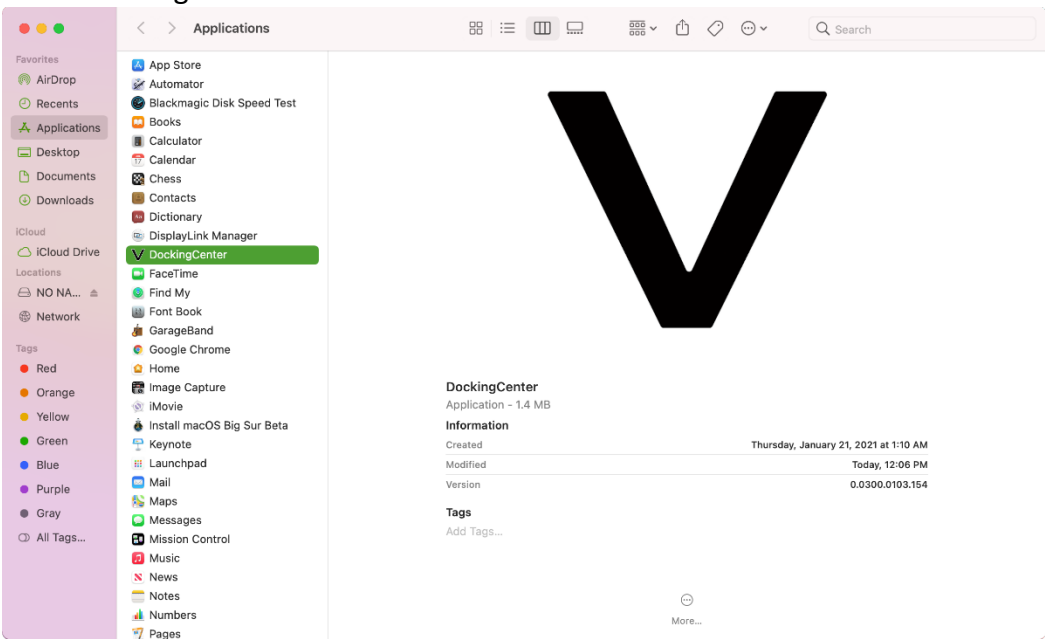 Applications
Search
Favorites
AirDrop
Recents
Applications
Desktop
Documents
Downloads
iCloud
iCloud Drive
Locations
NO NA...
Network
Tags
Red
Orange
Yellow
Green
Blue
Purple
Gray
All Tags...
App Store
Automator
Blackmagic Disk Speed Test
Books
Calculator
Calendar
Chess
Contacts
Dictionary
DisplayLink Manager
DockingCenter
FaceTime
Find My
Font Book
GarageBand
Google Chrome
Home
Image Capture
iMovie
Install macOS Big Sur Beta
Keynote
Launchpad
Mail
Maps
Messages
Mission Control
Music
News
Notes
Numbers
Pages
V
DockingCenter
Application - 1.4 MB
Information
Created Thursday, January 21, 2021 at 1:10 AM
Modified Today, 12:06 PM
Version 0.0300.0103.154
Tags
Add Tags...
More...